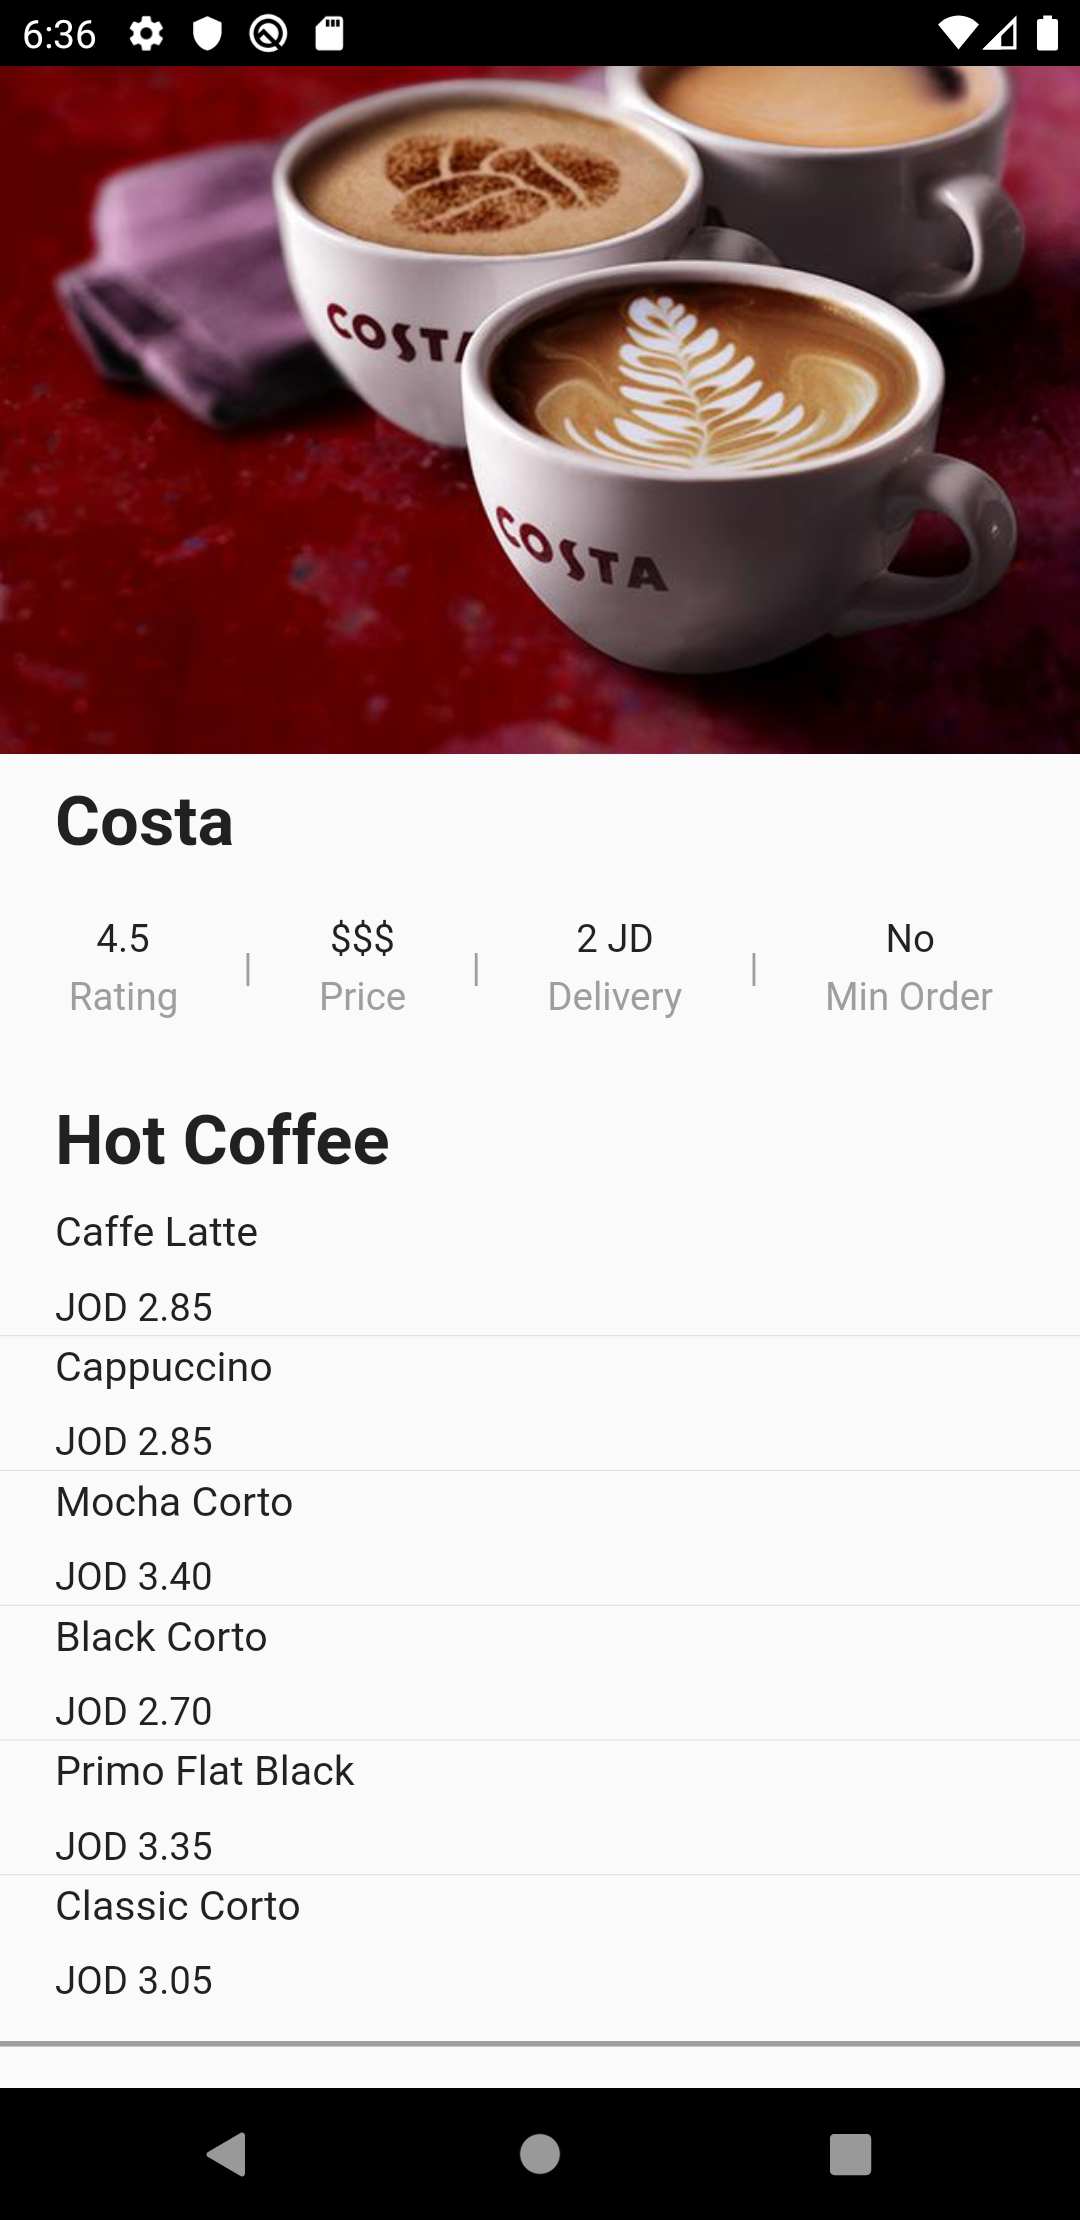 6:36
COSTA
COSTA
Costa
4.5 | $$$ | 2 JD | No
Rating Price Delivery Min Order
Hot Coffee
Caffe Latte
JOD 2.85
Cappuccino
JOD 2.85
Mocha Corto
JOD 3.40
Black Corto
JOD 2.70
Primo Flat Black
JOD 3.35
Classic Corto
JOD 3.05